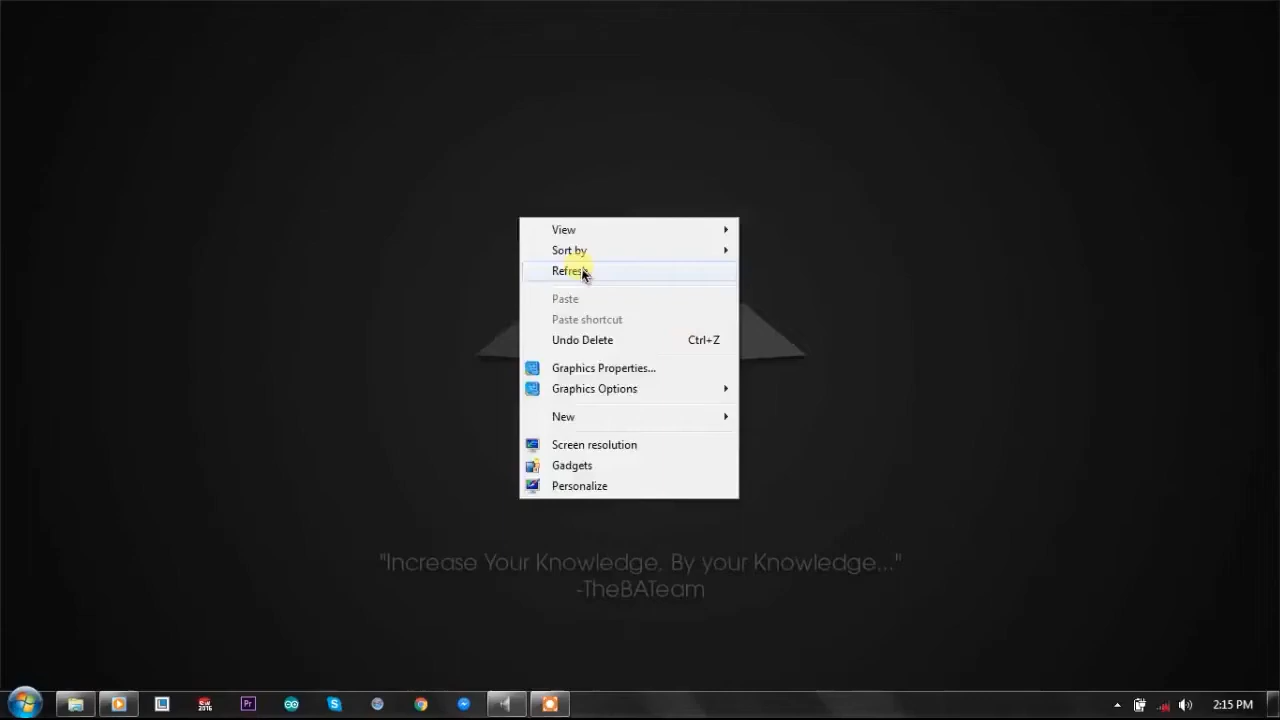 View
Sort by
Refresh
Paste
Paste shortcut
Undo Delete Ctrl+Z
Graphics Properties...
Graphics Options
New
Screen resolution
Gadgets
Personalize
"Increase Your Knowledge, By your Knowledge..."
-TheBATeam
Pr
2:15 PM